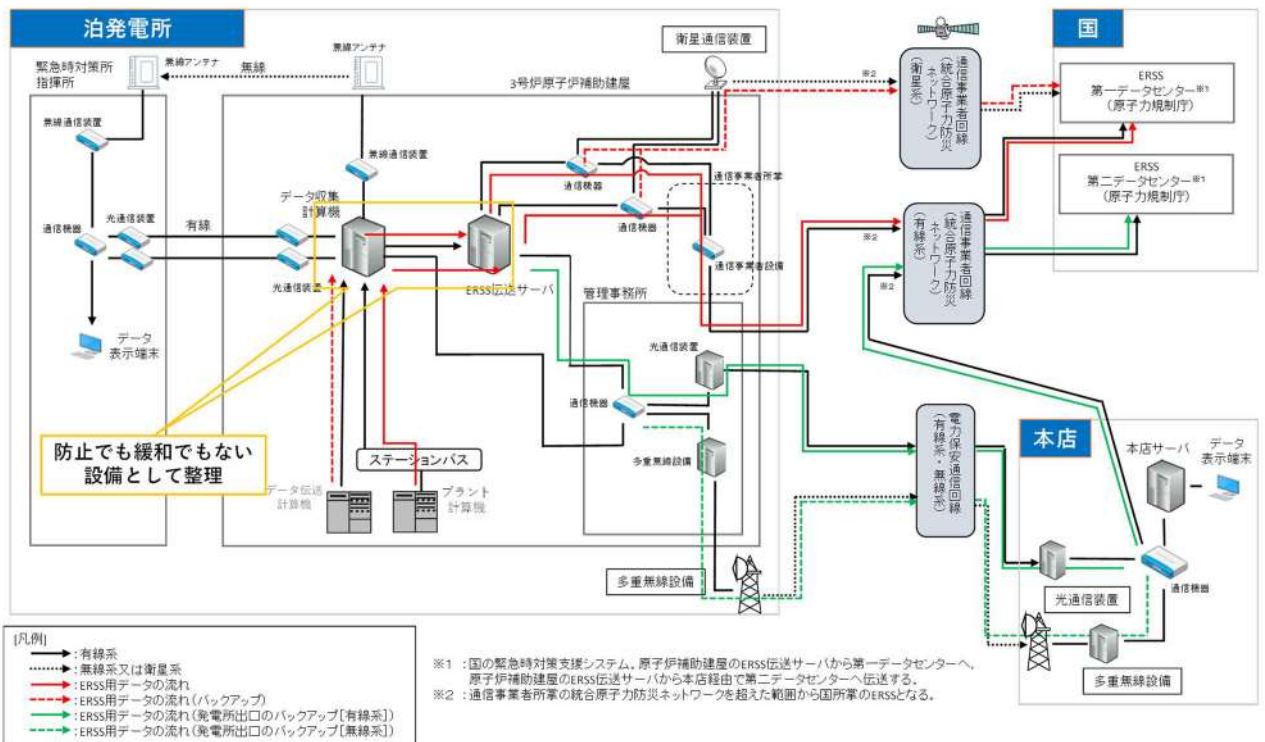 泊発電所
国
衛星通信装置
緊急時対策所
指揮所
無線アンテナ
無線
無線アンテナ
3号炉原子炉補助建屋
※2
通信事業者回線
(統合原子力防災
ネットワーク)
(衛星系)
ERSS
第一データセンター※1
(原子力規制庁)
無線通信装置
無線通信装置
通信機器
通信事業者所掌
ERSS
第二データセンター※1
(原子力規制庁)
データ収集
計算機
光通信装置
有線
通信機器
通信機器
通信事業者設備
※2
※2
通信事業者回線
(統合原子力防災
ネットワーク)
(有線系)
光通信装置
ERSS伝送サーバ
管理事務所
データ
表示端末
光通信装置
通信機器
防止でも緩和でもない
設備として整理
ステーションバス
データ伝送
計算機
プラント
計算機
多重無線設備
電力保安通信回線
(有線系・無線系)
本店
本店サーバ
データ
表示端末
多重無線設備
光通信装置
通信機器
多重無線設備
[凡例]
:有線系
:無線系又は衛星系
:ERSS用データの流れ
:ERSS用データの流れ(バックアップ)
:ERSS用データの流れ(発電所出口のバックアップ[有線系])
:ERSS用データの流れ(発電所出口のバックアップ[無線系])
※1 :国の緊急時対策支援システム。原子炉補助建屋のERSS伝送サーバから第一データセンターへ、
原子炉補助建屋のERSS伝送サーバから本店経由で第二データセンターへ伝送する。
※2 :通信事業者所掌の統合原子力防災ネットワークを超えた範囲から国所掌のERSSとなる。